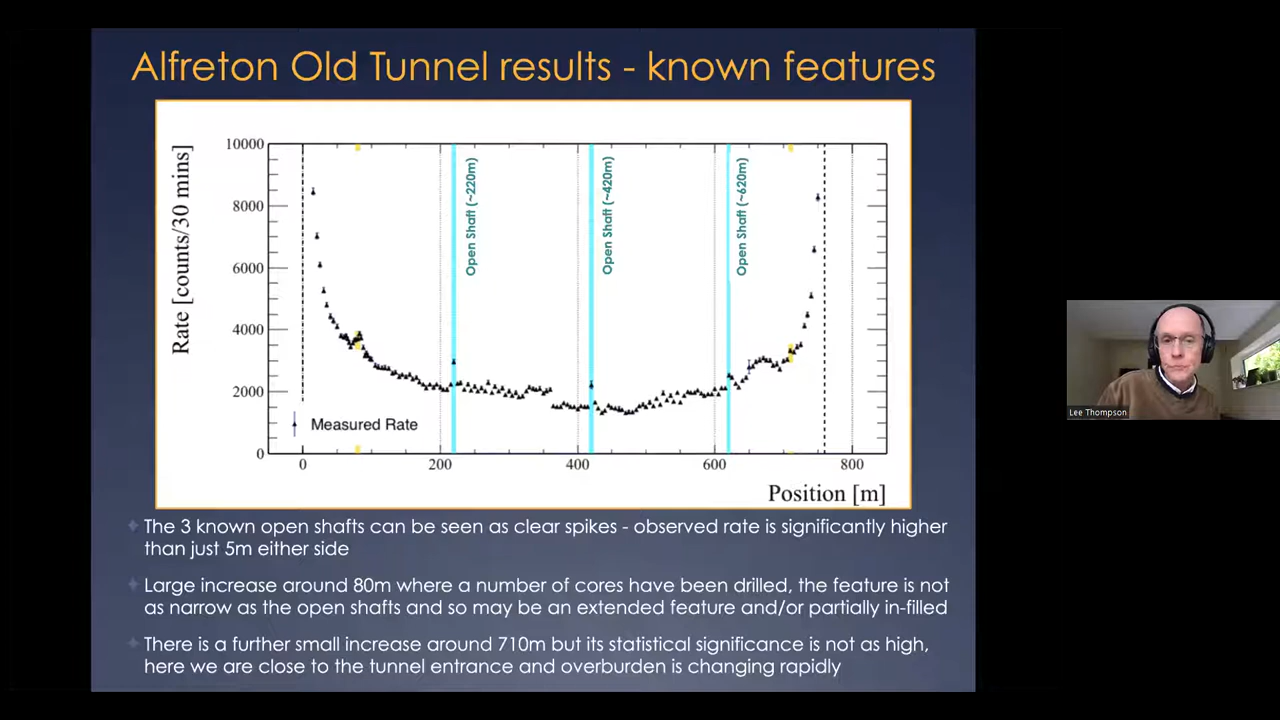 Alfreton Old Tunnel results - known features
Rate [counts/30 mins]
10000
8000
6000
4000
2000
0
Open Shaft (~220m)
Open Shaft (~420m)
Open Shaft (~620m)
Measured Rate
0
200
400
600
800
Position [m]
The 3 known open shafts can be seen as clear spikes - observed rate is significantly higher
than just 5m either side
Large increase around 80m where a number of cores have been drilled, the feature is not
as narrow as the open shafts and so may be an extended feature and/or partially in-filled
There is a further small increase around 710m but its statistical significance is not as high,
here we are close to the tunnel entrance and overburden is changing rapidly
Lee Thompson